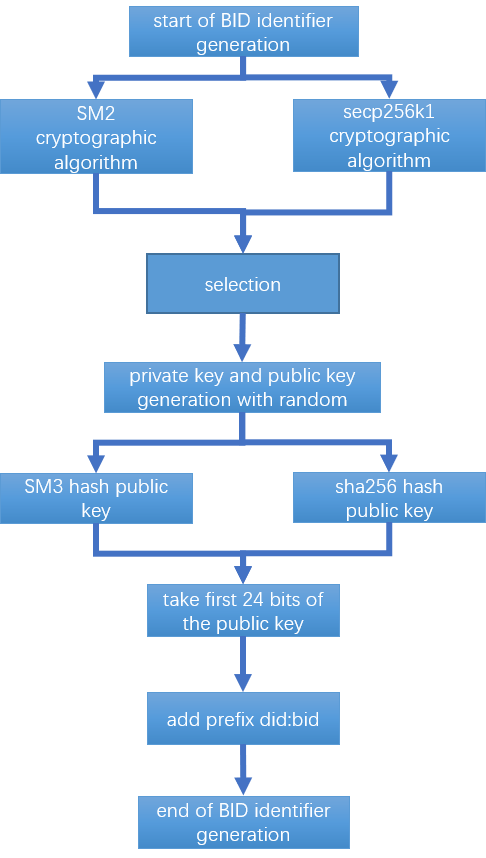 start of BID identifier
generation
SM2
cryptographic
algorithm
secp256k1
cryptographic
algorithm
selection
private key and public key
generation with random
SM3 hash public
key
sha256 hash
public key
take first 24 bits of
the public key
add prefix did:bid
end of BID identifier
generation